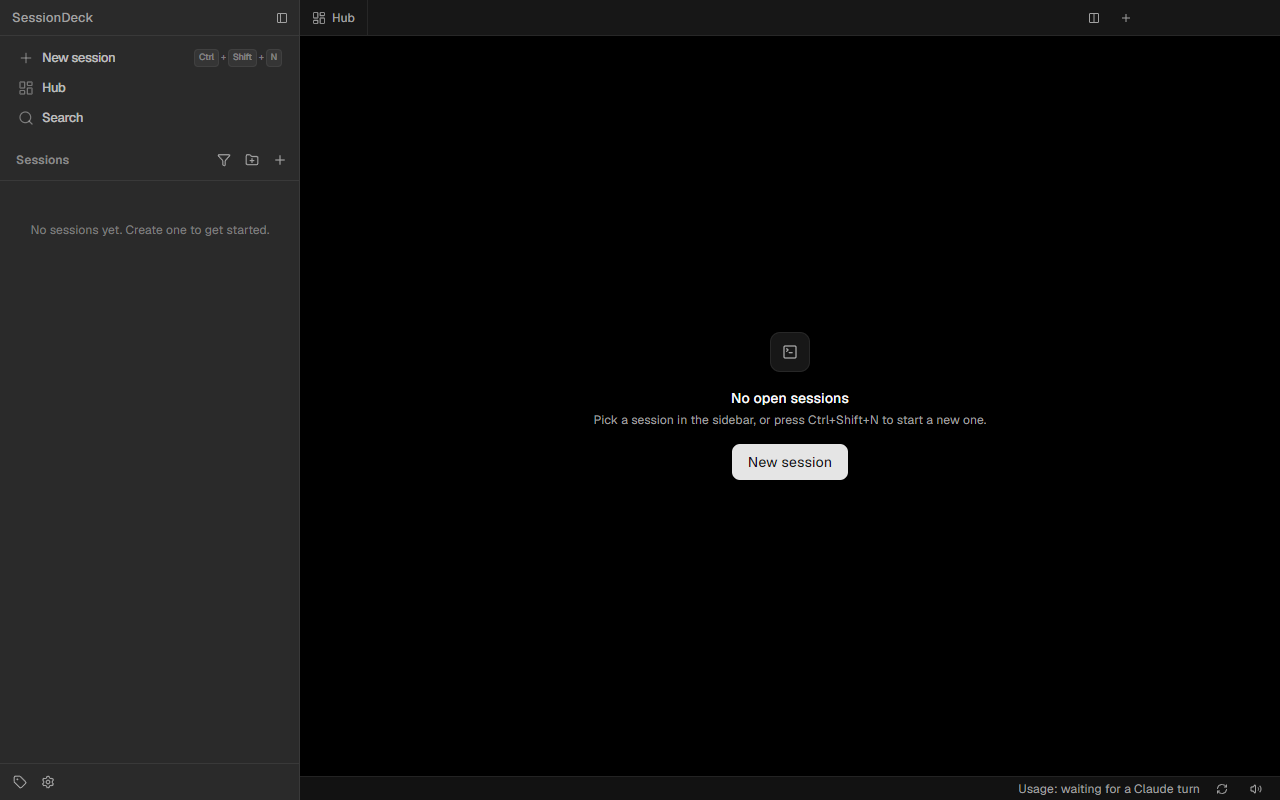 SessionDeck
Hub
New session Ctrl + Shift + N
Hub
Search
Sessions
No sessions yet. Create one to get started.
No open sessions
Pick a session in the sidebar, or press Ctrl+Shift+N to start a new one.
New session
Usage: waiting for a Claude turn